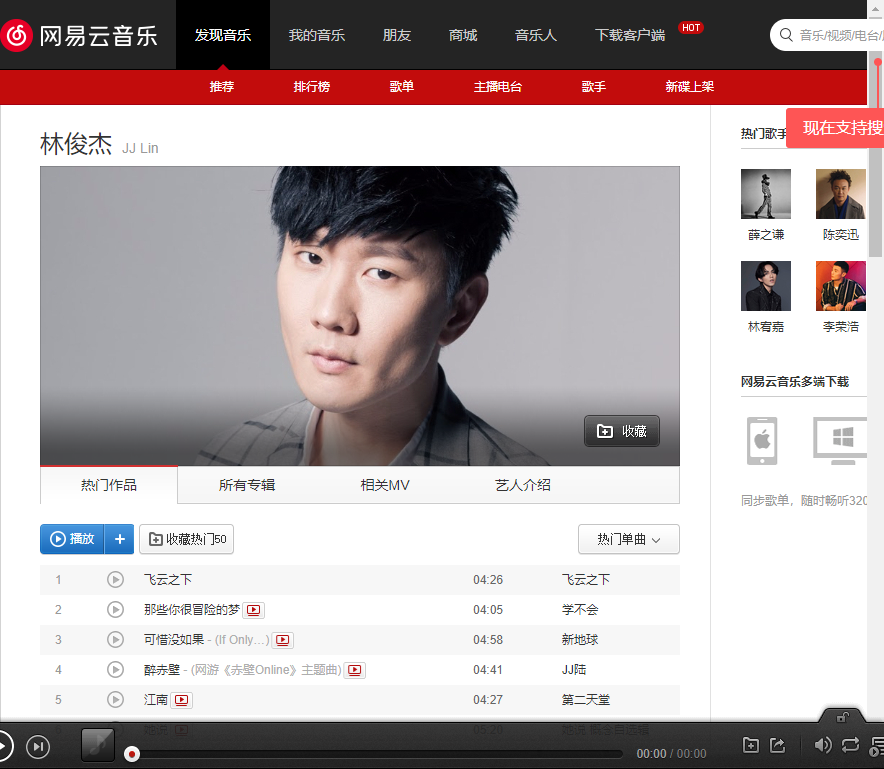 网易云音乐
发现音乐 我的音乐 朋友 商城 音乐人 下载客户端 HOT
音乐/视频/电台/
推荐 排行榜 歌单 主播电台 歌手 新碟上架
现在支持搜
林俊杰 JJ Lin
收藏
热门作品 所有专辑 相关MV 艺人介绍
播放 + 收藏热门50 热门单曲
1 飞云之下 04:26 飞云之下
2 那些你很冒险的梦 04:05 学不会
3 可惜没如果 - (If Only…) 04:58 新地球
4 醉赤壁 - (网游《赤壁Online》主题曲) 04:41 JJ陆
5 江南 04:27 第二天堂
热门歌手
薛之谦 陈奕迅
林宥嘉 李荣浩
网易云音乐多端下载
同步歌单，随时畅听320
00:00 / 00:00